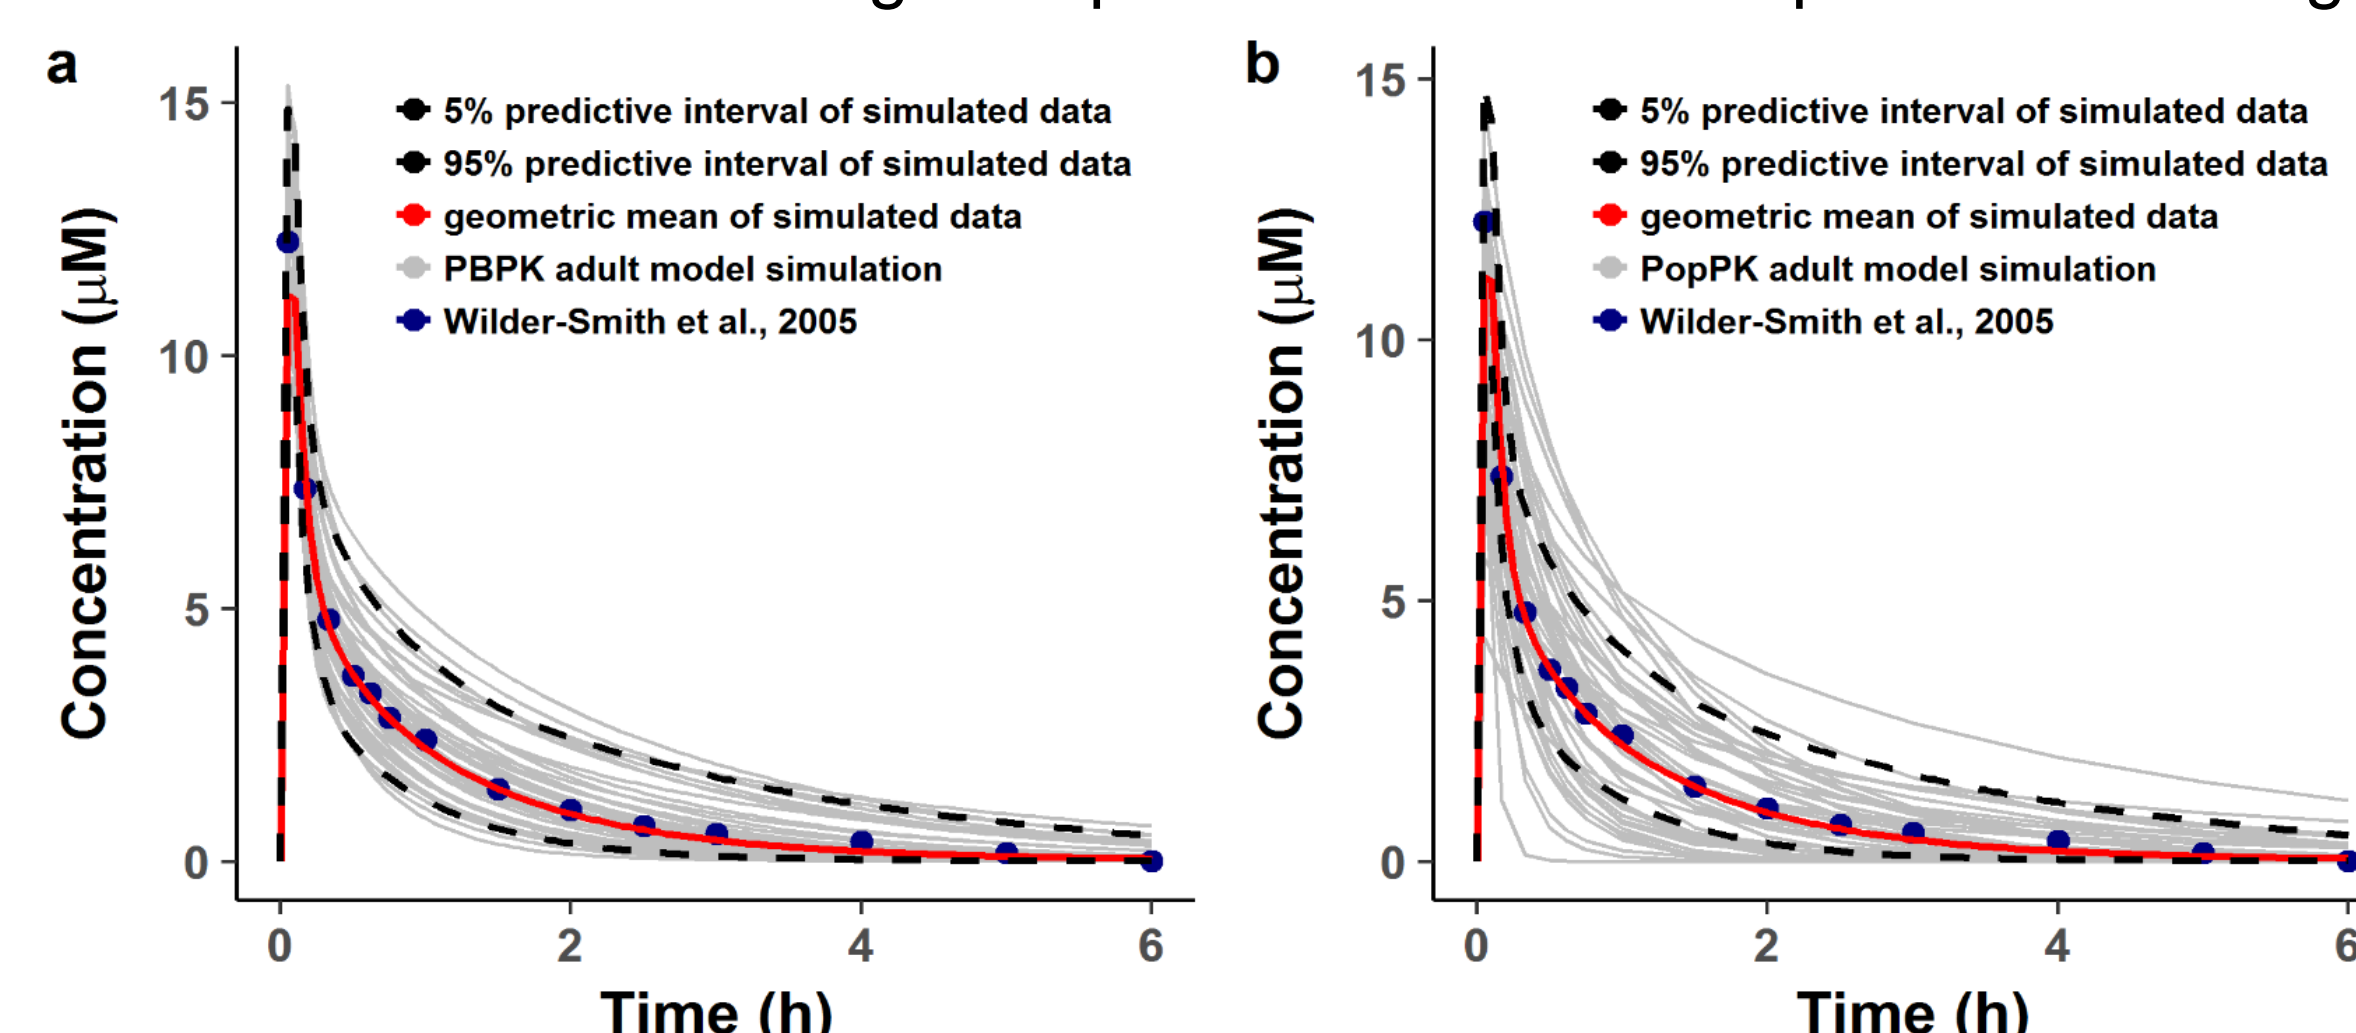 a
15
10
5
0
Concentration (μM)
5% predictive interval of simulated data
95% predictive interval of simulated data
geometric mean of simulated data
PBPK adult model simulation
Wilder-Smith et al., 2005
0 2 4 6
Time (h)
b
15
10
5
0
Concentration (μM)
5% predictive interval of simulated data
95% predictive interval of simulated data
geometric mean of simulated data
PopPK adult model simulation
Wilder-Smith et al., 2005
0 2 4 6
Time (h)